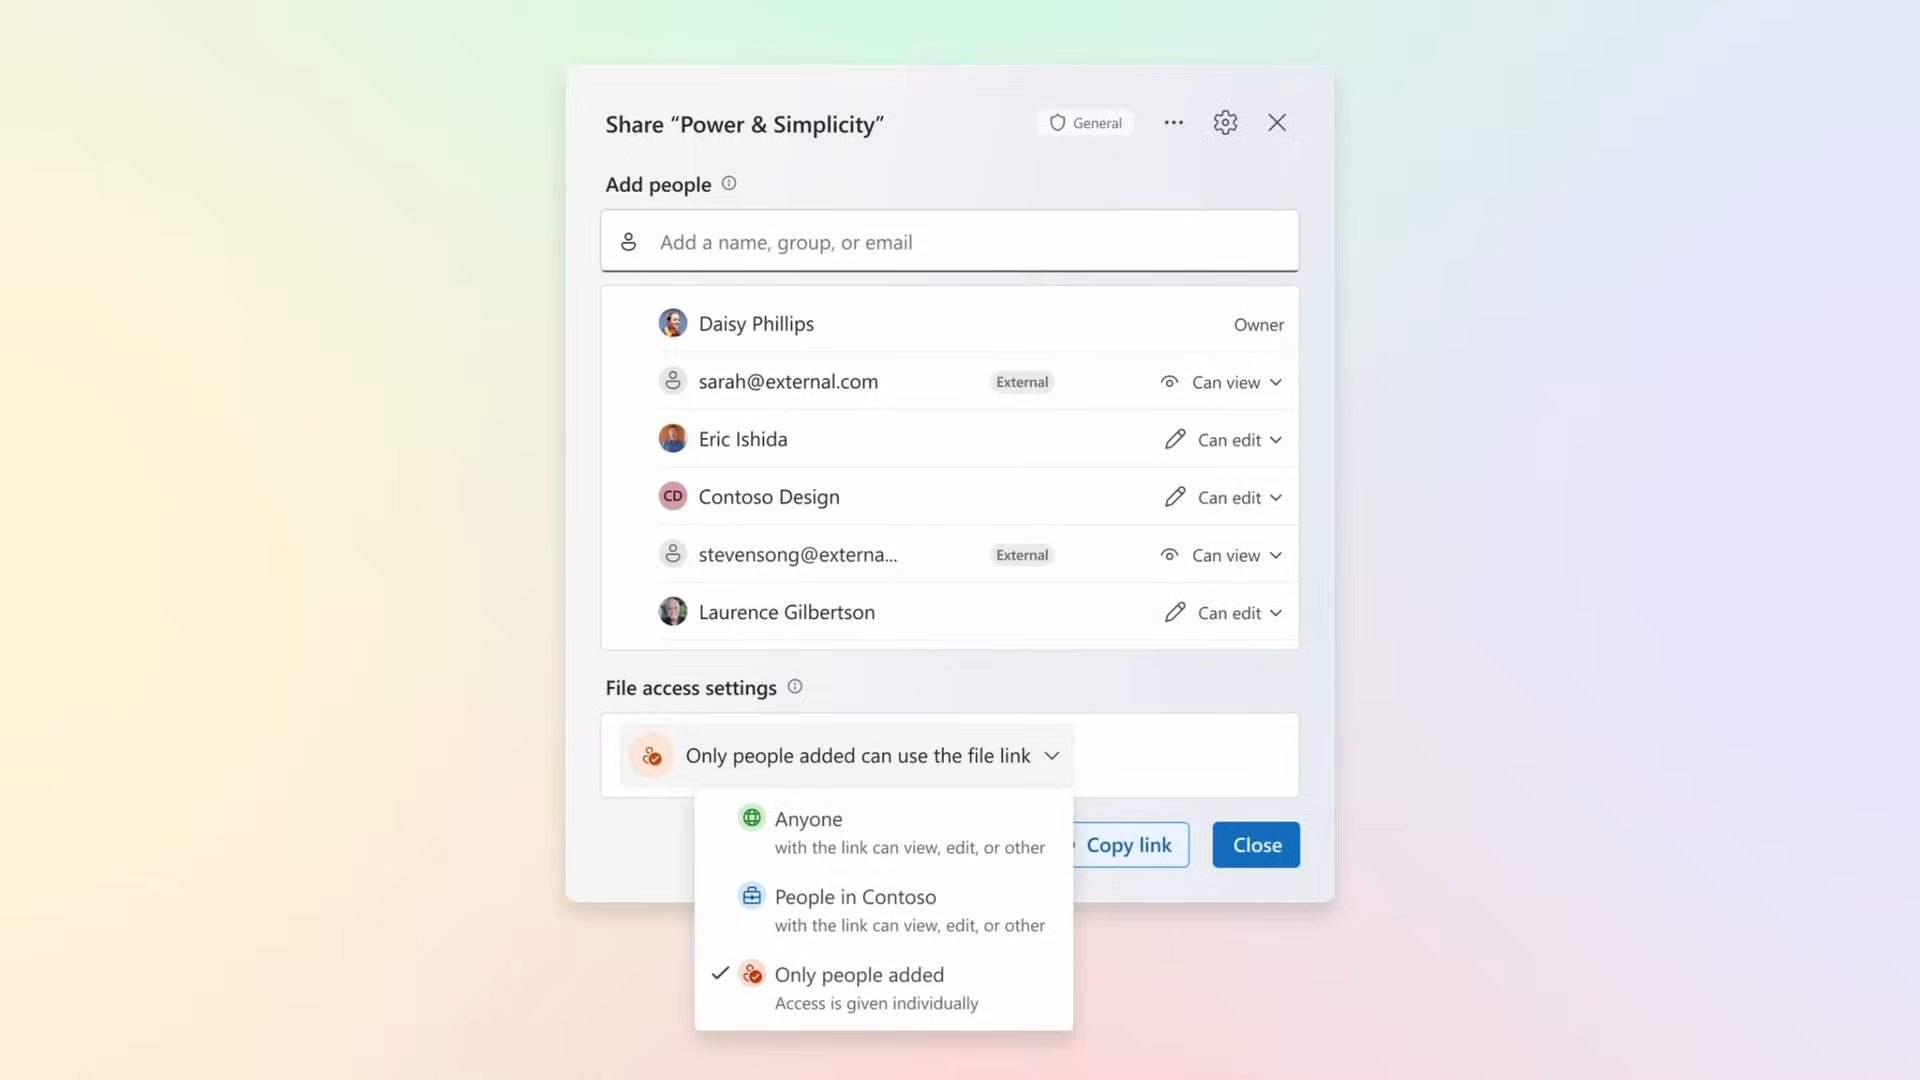 Share “Power & Simplicity”
General
Add people
Add a name, group, or email
Daisy Phillips
Owner
sarah@external.com
External
Can view
Eric Ishida
Can edit
CD
Contoso Design
Can edit
stevensong@externa...
External
Can view
Laurence Gilbertson
Can edit
File access settings
Only people added can use the file link
Anyone
with the link can view, edit, or other
Copy link
Close
People in Contoso
with the link can view, edit, or other
Only people added
Access is given individually